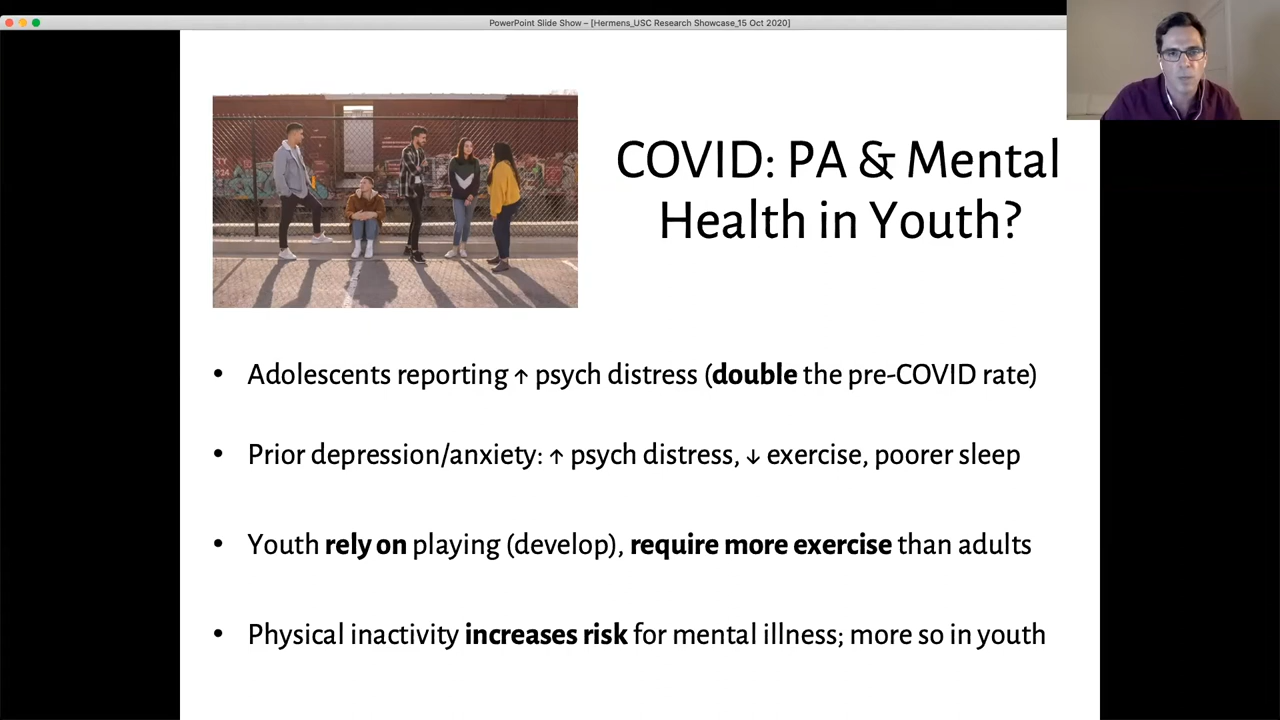 PowerPoint Slide Show – [Hermens_USC Research Showcase_15 Oct 2020]
COVID: PA & Mental
Health in Youth?
• Adolescents reporting ↑ psych distress (double the pre-COVID rate)
• Prior depression/anxiety: ↑ psych distress, ↓ exercise, poorer sleep
• Youth rely on playing (develop), require more exercise than adults
• Physical inactivity increases risk for mental illness; more so in youth